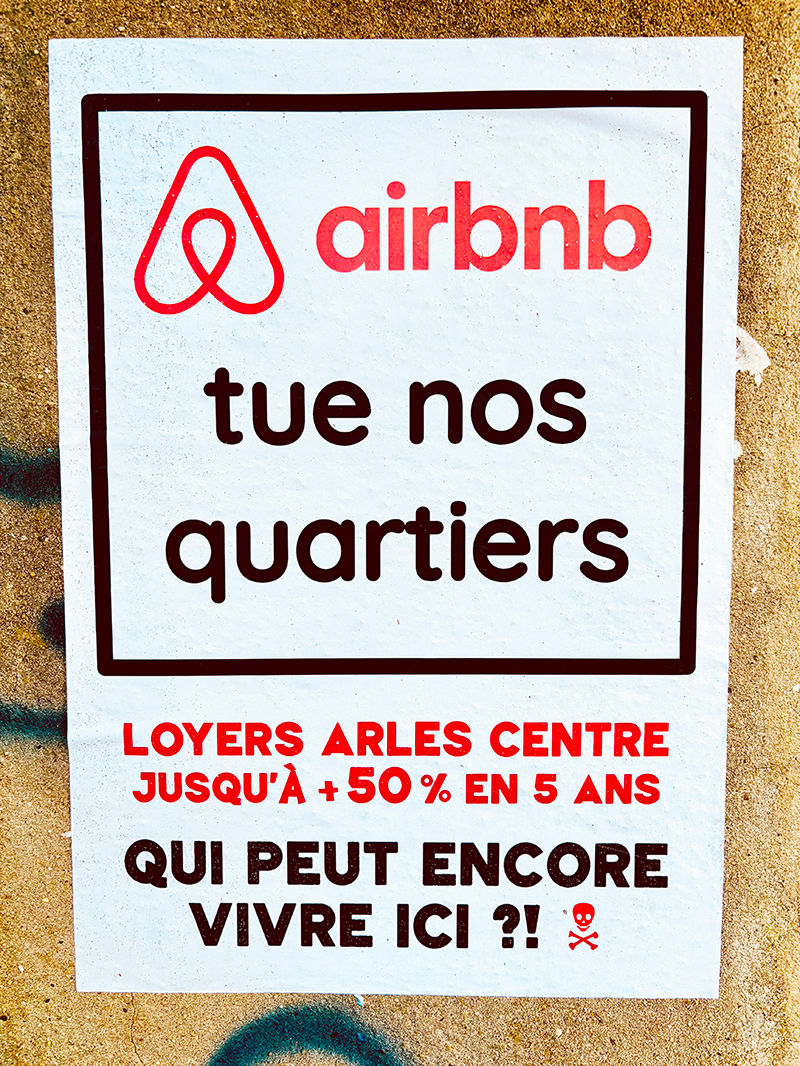 airbnb
tue nos
quartiers
LOYERS ARLES CENTRE
JUSQU'À +50% EN 5 ANS
QUI PEUT ENCORE
VIVRE ICI ?!